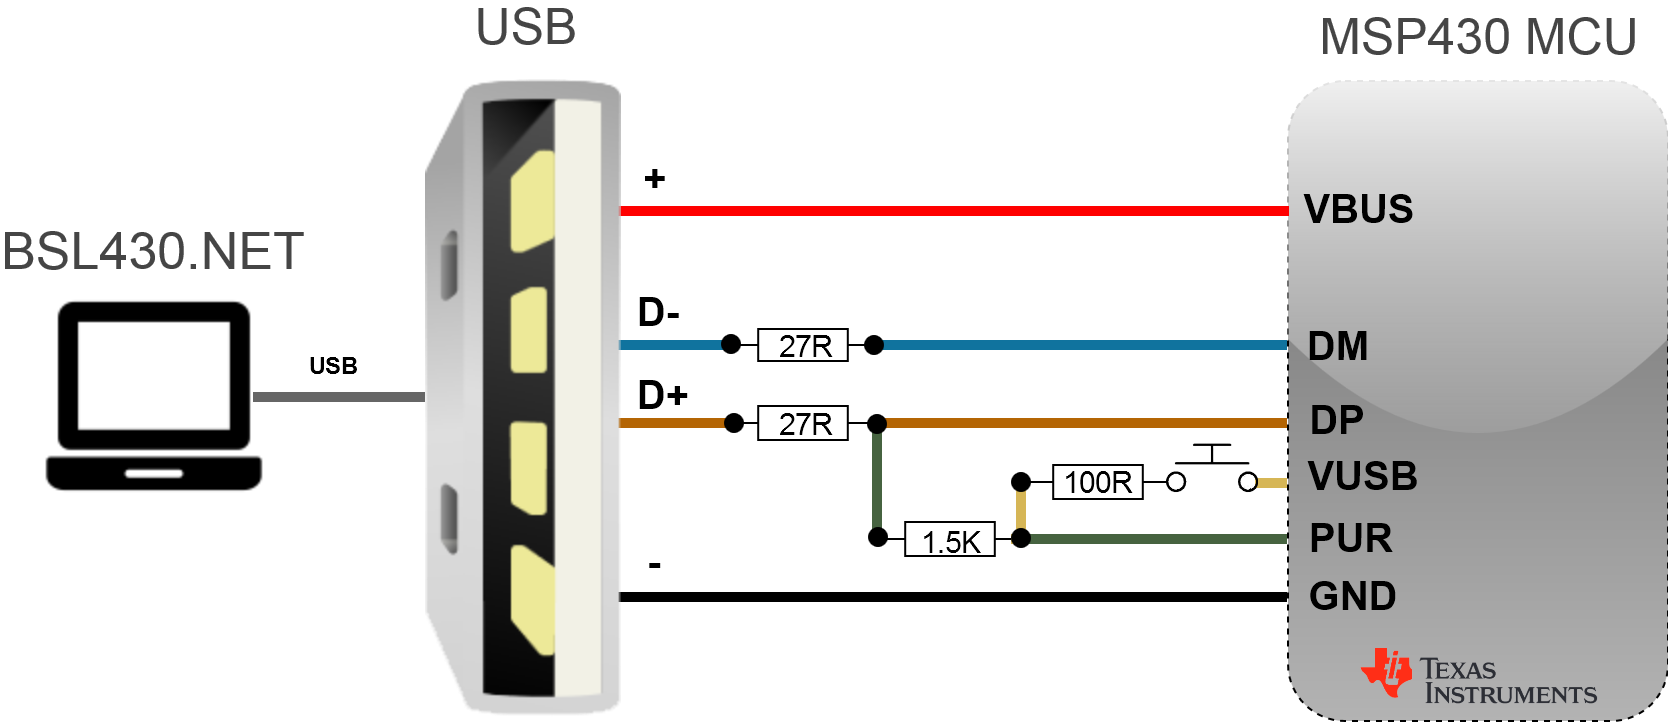 USB
MSP430 MCU
+
VBUS
BSL430.NET
D-
27R
DM
USB
D+
27R
DP
100R
VUSB
1.5K
PUR
-
GND
TEXAS
INSTRUMENTS